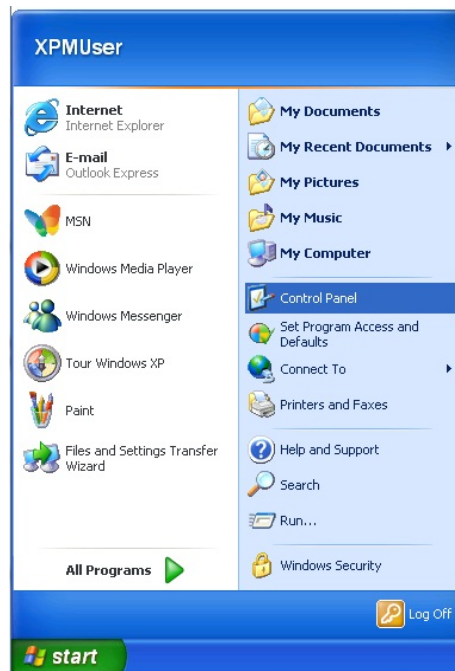 XPMUser
Internet
Internet Explorer
E-mail
Outlook Express
MSN
Windows Media Player
Windows Messenger
Tour Windows XP
Paint
Files and Settings Transfer
Wizard
All Programs
My Documents
My Recent Documents
My Pictures
My Music
My Computer
Control Panel
Set Program Access and
Defaults
Connect To
Printers and Faxes
Help and Support
Search
Run...
Windows Security
Log Off
start